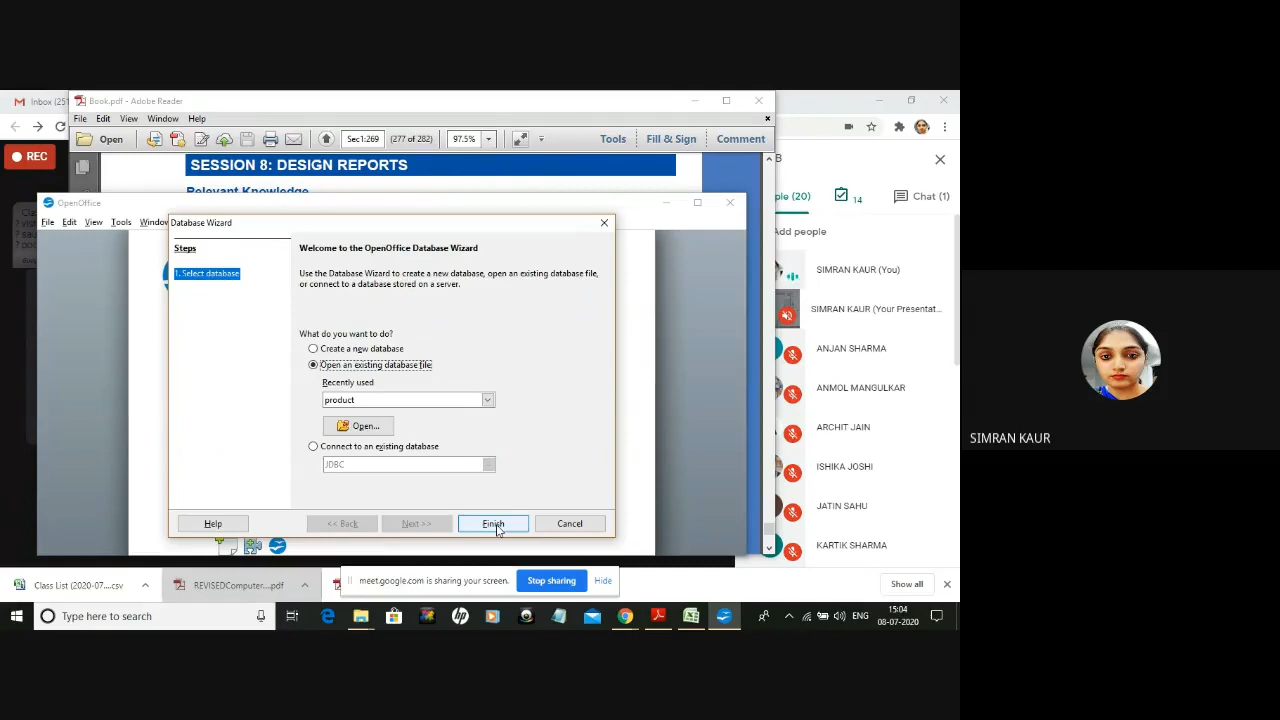 Inbox (251
Book.pdf - Adobe Reader
File Edit View Window Help
Open
Sec1:269 (277 of 282) 97.5%
Tools Fill & Sign Comment
REC
SESSION 8: DESIGN REPORTS
Relevant Knowledge
OpenOffice
File Edit View Tools Window
Database Wizard
Steps
1. Select database
Welcome to the OpenOffice Database Wizard
Use the Database Wizard to create a new database, open an existing database file,
or connect to a database stored on a server.
What do you want to do?
Create a new database
Open an existing database file
Recently used
product
Open...
Connect to an existing database
JDBC
Help << Back Next >> Finish Cancel
B
ple (20) 14 Chat (1)
Add people
SIMRAN KAUR (You)
SIMRAN KAUR (Your Presentat...
ANJAN SHARMA
ANMOL MANGULKAR
ARCHIT JAIN
ISHIKA JOSHI
JATIN SAHU
KARTIK SHARMA
SIMRAN KAUR
Class List (2020-07....csv
REVISEDComputer....pdf
meet.google.com is sharing your screen. Stop sharing Hide
Show all
Type here to search
ENG
15:04
08-07-2020